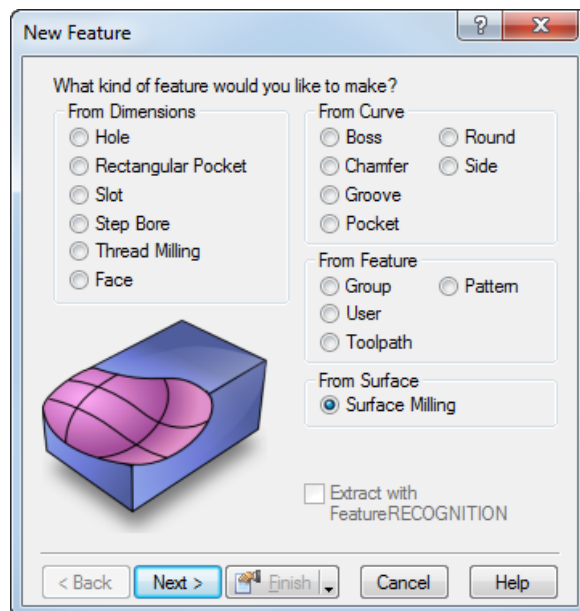 New Feature
What kind of feature would you like to make?
From Dimensions
Hole
Rectangular Pocket
Slot
Step Bore
Thread Milling
Face
From Curve
Boss
Round
Chamfer
Side
Groove
Pocket
From Feature
Group
Pattern
User
Toolpath
From Surface
Surface Milling
Extract with
FeatureRECOGNITION
< Back
Next >
Finish
Cancel
Help